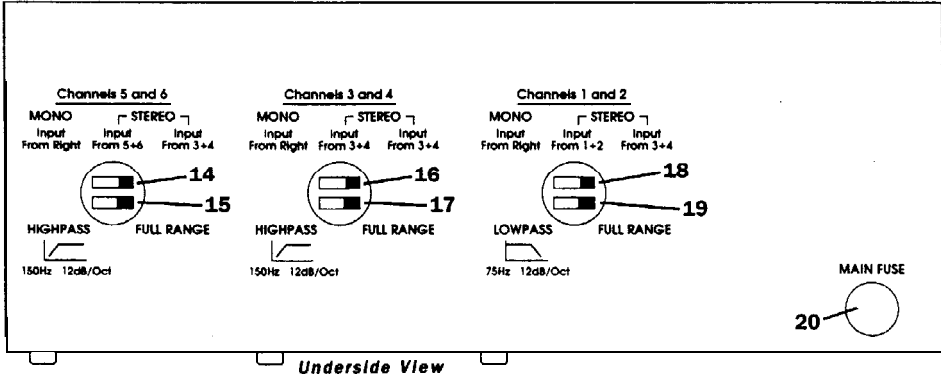 Channels 5 and 6
MONO
┌ STEREO ┐
Input From Right
Input From 5+6
Input From 3+4
14
15
HIGHPASS
FULL RANGE
150Hz 12dB/Oct
Channels 3 and 4
MONO
┌ STEREO ┐
Input From Right
Input From 3+4
Input From 3+4
16
17
HIGHPASS
FULL RANGE
150Hz 12dB/Oct
Channels 1 and 2
MONO
┌ STEREO ┐
Input From Right
Input From 1+2
Input From 3+4
18
19
LOWPASS
FULL RANGE
75Hz 12dB/Oct
MAIN FUSE
20
Underside View